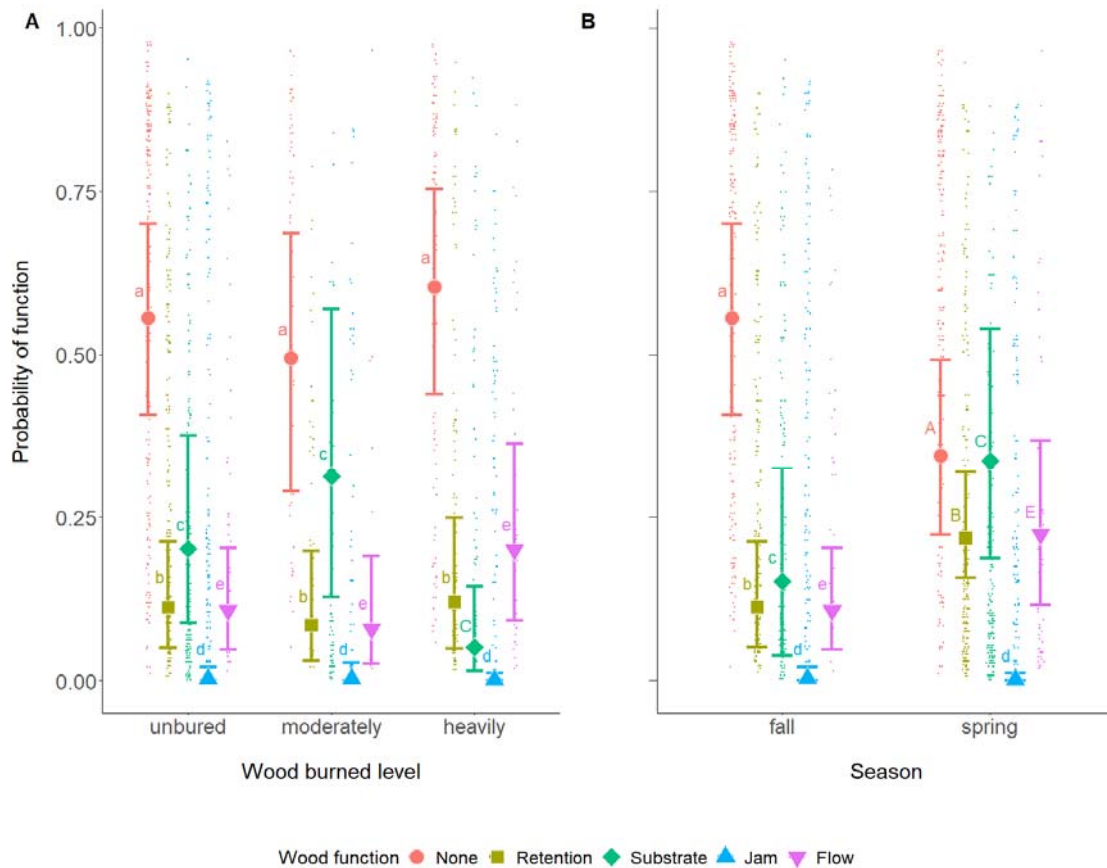 A
B
1.00
0.75
0.50
0.25
0.00
Probability of function
a
b
c
d
e
a
b
c
d
e
a
b
C
d
e
unbured
moderately
heavily
Wood burned level
a
b
c
d
e
A
B
C
d
E
fall
spring
Season
Wood function None Retention Substrate Jam Flow